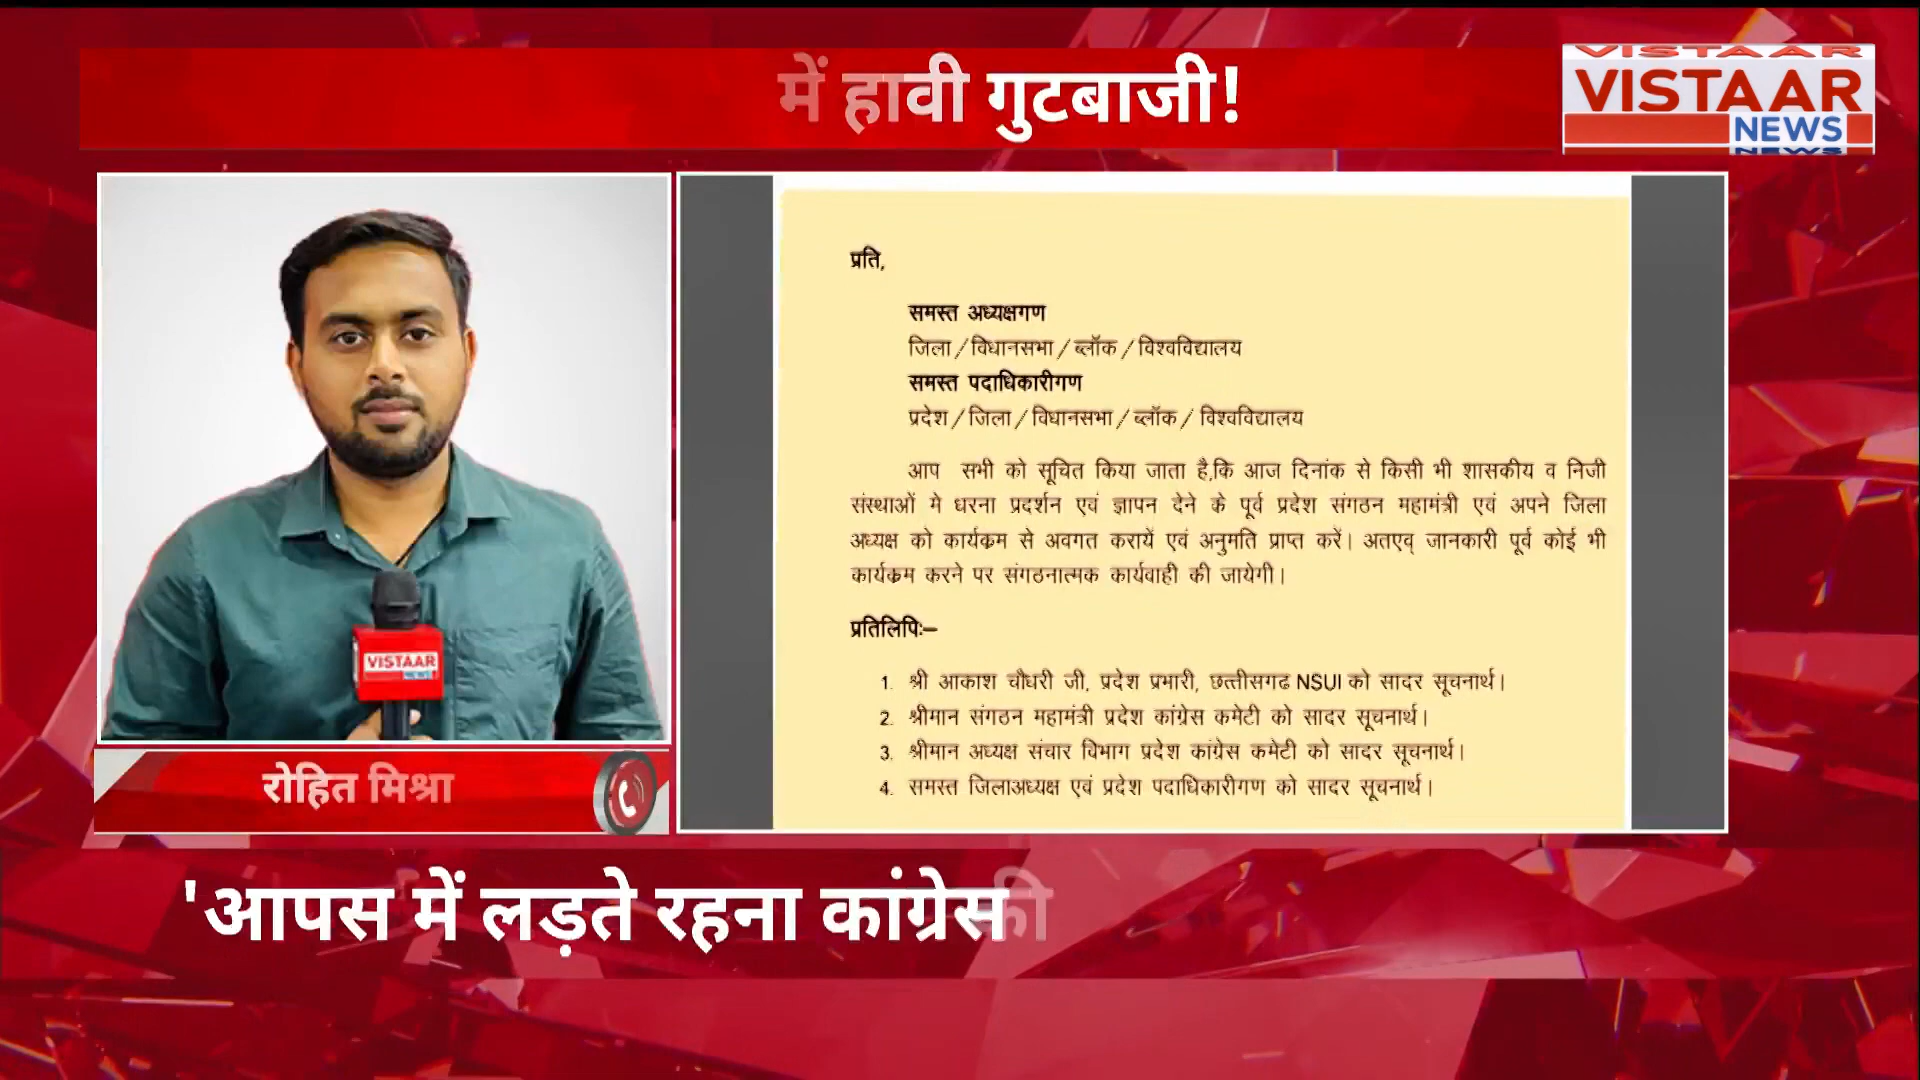 में हावी गुटबाजी!
VISTAAR
VISTAAR
NEWS
NEWS
प्रति,
समस्त अध्यक्षगण
जिला/विधानसभा/ब्लॉक/विश्वविद्यालय
समस्त पदाधिकारीगण
प्रदेश/जिला/विधानसभा/ब्लॉक/विश्वविद्यालय
आप सभी को सूचित किया जाता है,कि आज दिनांक से किसी भी शासकीय व निजी
संस्थाओं मे धरना प्रदर्शन एवं ज्ञापन देने के पूर्व प्रदेश संगठन महामंत्री एवं अपने जिला
अध्यक्ष को कार्यक्रम से अवगत करायें एवं अनुमति प्राप्त करें। अतएव् जानकारी पूर्व कोई भी
कार्यक्रम करने पर संगठनात्मक कार्यवाही की जायेगी।
प्रतिलिपिः–
1. श्री आकाश चौधरी जी, प्रदेश प्रभारी, छत्तीसगढ NSUI को सादर सूचनार्थ।
2. श्रीमान संगठन महामंत्री प्रदेश कांग्रेस कमेटी को सादर सूचनार्थ।
3. श्रीमान अध्यक्ष संचार विभाग प्रदेश कांग्रेस कमेटी को सादर सूचनार्थ।
4. समस्त जिलाअध्यक्ष एवं प्रदेश पदाधिकारीगण को सादर सूचनार्थ।
VISTAAR
NEWS
रोहित मिश्रा
'आपस में लड़ते रहना कांग्रेस की